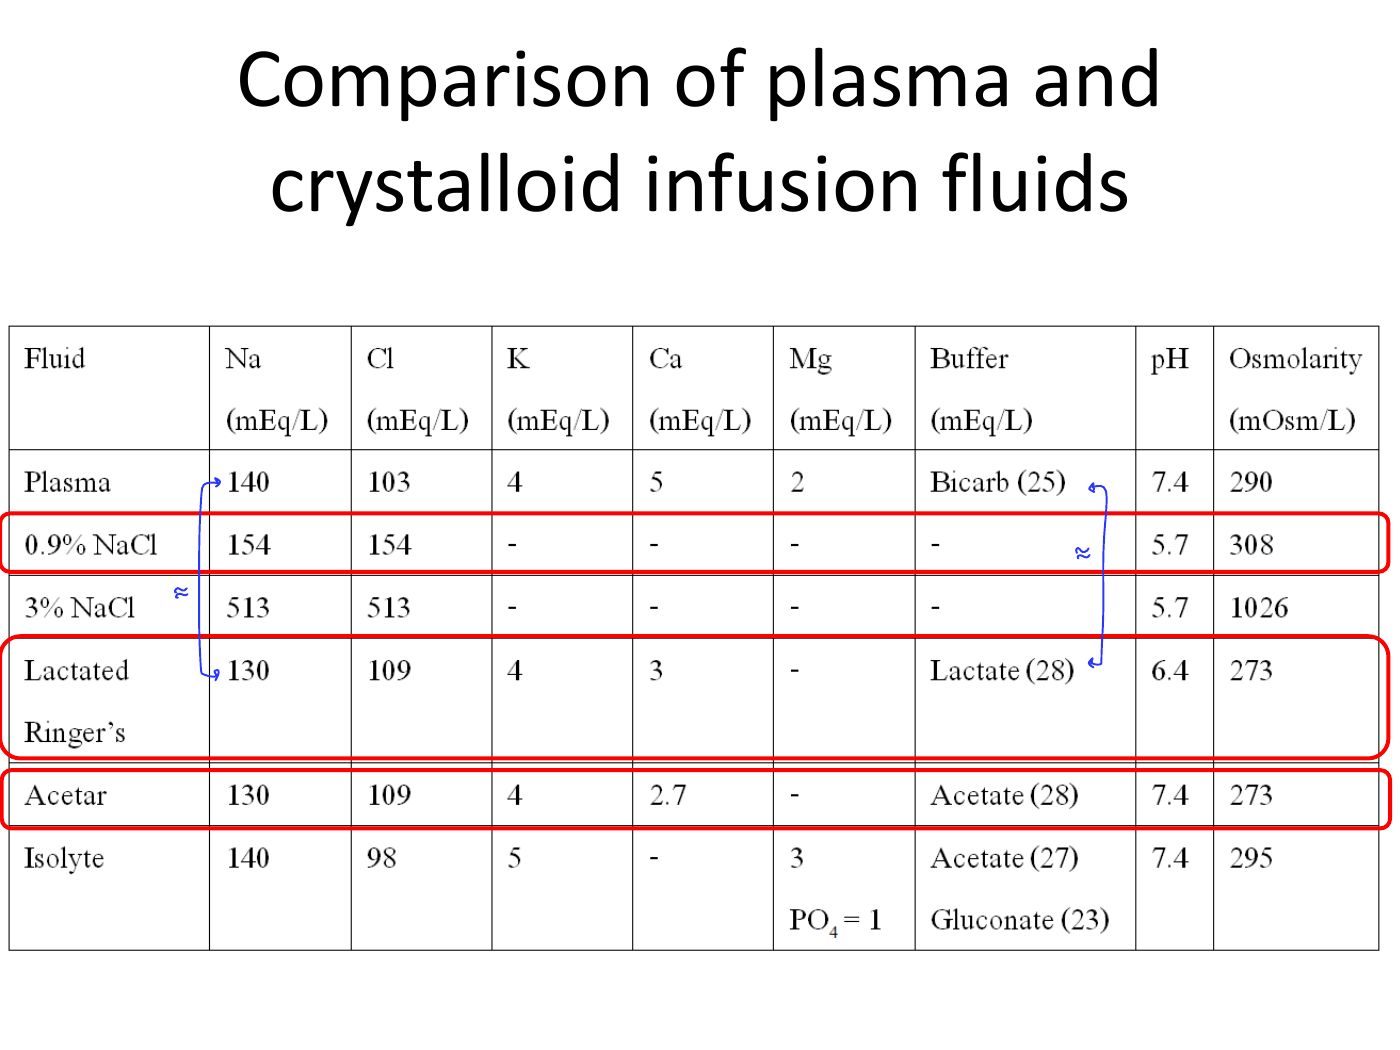 Comparison of plasma and
crystalloid infusion fluids
Fluid Na Cl K Ca Mg Buffer pH Osmolarity
(mEq/L) (mEq/L) (mEq/L) (mEq/L) (mEq/L) (mEq/L) (mOsm/L)
Plasma 140 103 4 5 2 Bicarb (25) 7.4 290
0.9% NaCl 154 154 - - - - ≈ 5.7 308
3% NaCl ≈ 513 513 - - - - 5.7 1026
Lactated 130 109 4 3 - Lactate (28) 6.4 273
Ringer’s
Acetar 130 109 4 2.7 - Acetate (28) 7.4 273
Isolyte 140 98 5 - 3 Acetate (27) 7.4 295
PO₄ = 1 Gluconate (23)